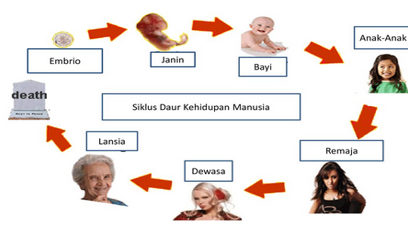 Embrio
Janin
Bayi
Anak-Anak
Remaja
Dewasa
Lansia
death
Siklus Daur Kehidupan Manusia